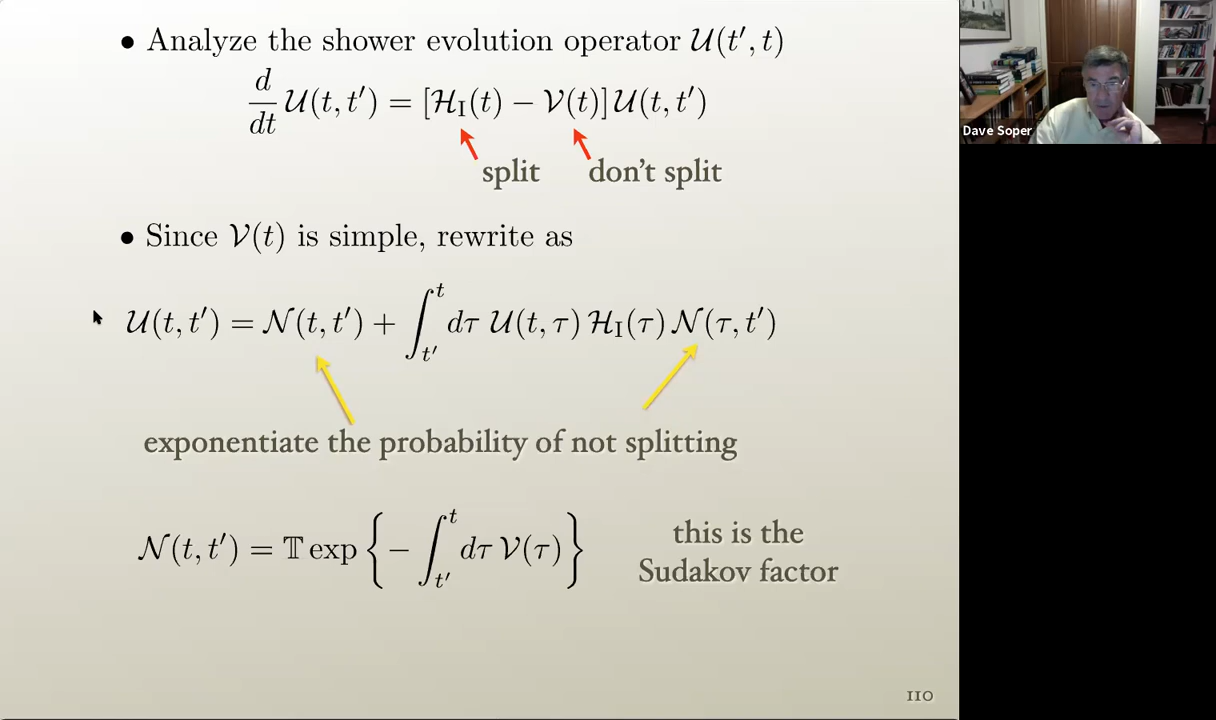 • Analyze the shower evolution operator 𝒰(t′, t)
d/dt 𝒰(t, t′) = [ℋ_I(t) − 𝒱(t)] 𝒰(t, t′)
split don't split
• Since 𝒱(t) is simple, rewrite as
𝒰(t, t′) = 𝒩(t, t′) + ∫_{t′}^{t} dτ 𝒰(t, τ) ℋ_I(τ) 𝒩(τ, t′)
exponentiate the probability of not splitting
𝒩(t, t′) = 𝕋 exp { − ∫_{t′}^{t} dτ 𝒱(τ) }
this is the
Sudakov factor
110
Dave Soper